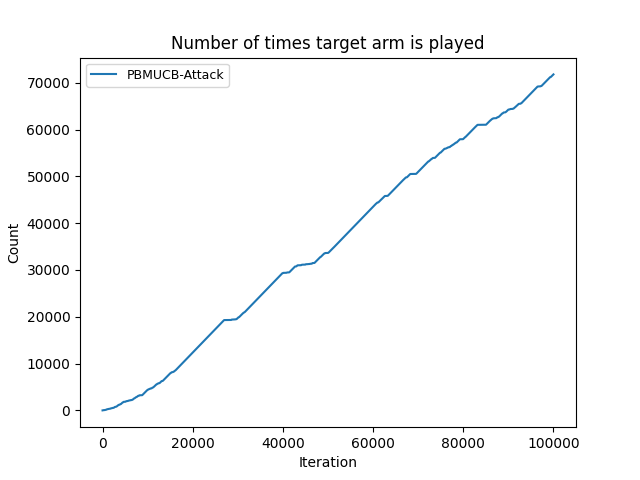 Number of times target arm is played
PBMUCB-Attack
70000
60000
50000
40000
30000
20000
10000
0
Count
0 20000 40000 60000 80000 100000
Iteration